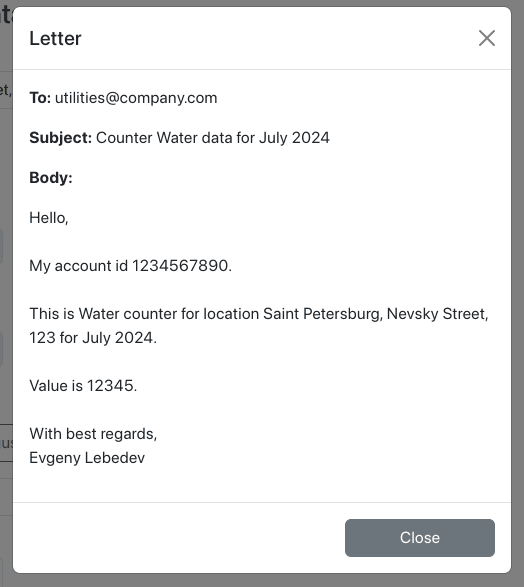 Letter
To: utilities@company.com
Subject: Counter Water data for July 2024
Body:
Hello,
My account id 1234567890.
This is Water counter for location Saint Petersburg, Nevsky Street,
123 for July 2024.
Value is 12345.
With best regards,
Evgeny Lebedev
Close